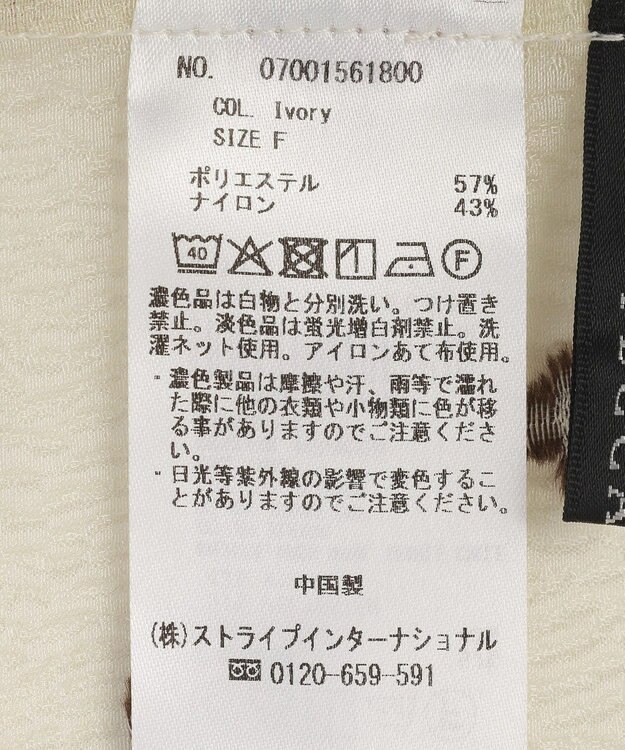 NO. 07001561800
COL. Ivory
SIZE F
ポリエステル 57%
ナイロン 43%
40 F
濃色品は白物と分別洗い。つけ置き
禁止。淡色品は蛍光増白剤禁止。洗
濯ネット使用。アイロンあて布使用。
・濃色製品は摩擦や汗、雨等で濡れ
た際に他の衣類や小物類に色が移
る事がありますのでご注意くださ
い。
・日光等紫外線の影響で変色するこ
とがありますのでご注意ください。
中国製
(株)ストライプインターナショナル
0120-659-591